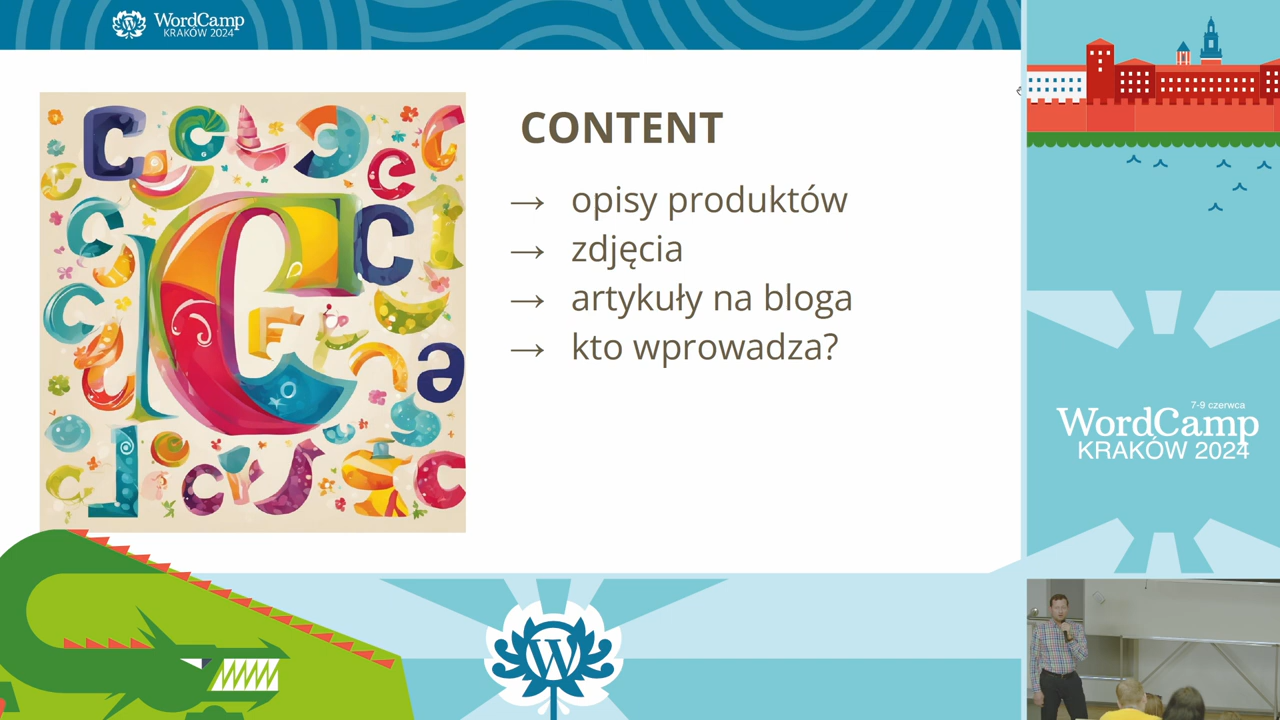 WordCamp
KRAKÓW 2024
CONTENT
→ opisy produktów
→ zdjęcia
→ artykuły na bloga
→ kto wprowadza?
7-9 czerwca
WordCamp
KRAKÓW 2024